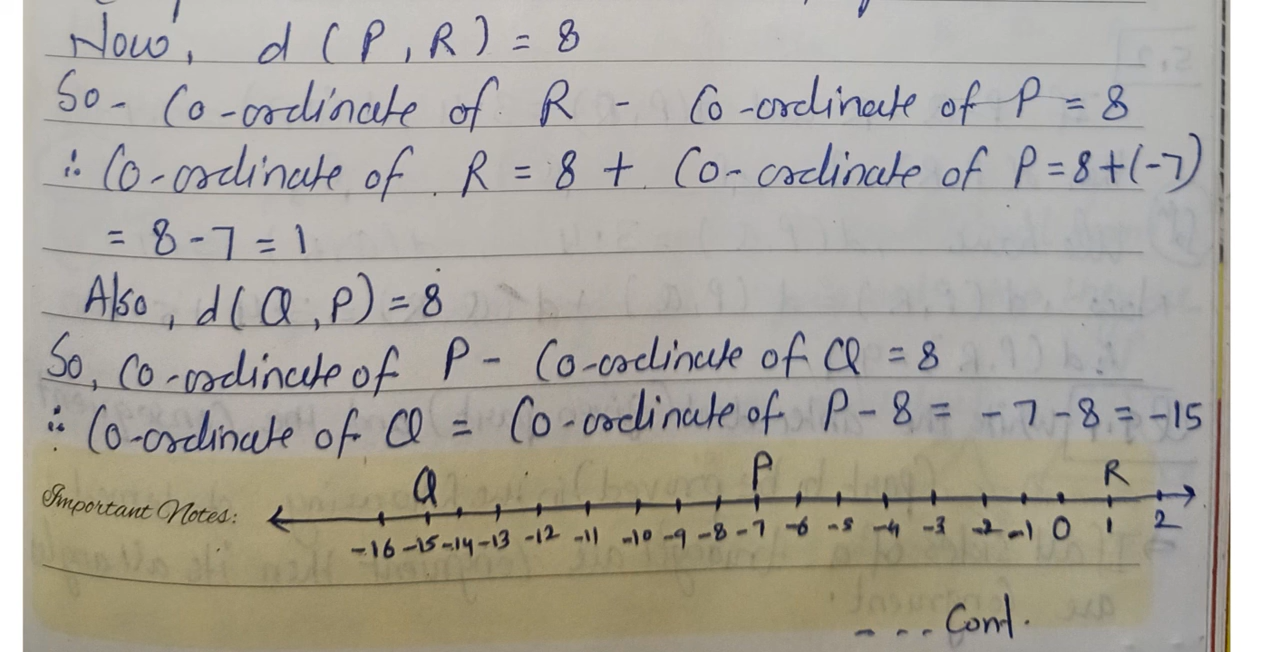 Now, d (P, R) = 8
So - Co-ordinate of R - Co-ordinate of P = 8
∴ Co-ordinate of R = 8 + Co-ordinate of P = 8+(-7)
= 8 - 7 = 1
Also, d(Q, P) = 8
So, Co-ordinate of P - Co-ordinate of Q = 8
∴ Co-ordinate of Q = Co-ordinate of P - 8 = -7 - 8 = -15
Q P R
Important Notes:
-16 -15 -14 -13 -12 -11 -10 -9 -8 -7 -6 -5 -4 -3 -2 -1 0 1 2
---. Cont.